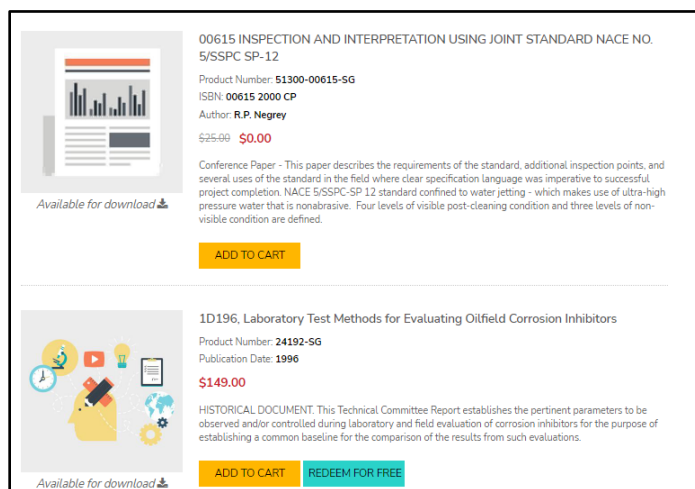 00615 INSPECTION AND INTERPRETATION USING JOINT STANDARD NACE NO.
5/SSPC SP-12
Product Number: 51300-00615-SG
ISBN: 00615 2000 CP
Author: R.P. Negrey
$25.00 $0.00
Conference Paper - This paper describes the requirements of the standard, additional inspection points, and
several uses of the standard in the field where clear specification language was imperative to successful
project completion. NACE 5/SSPC-SP 12 standard confined to water jetting - which makes use of ultra-high
pressure water that is nonabrasive. Four levels of visible post-cleaning condition and three levels of non-
visible condition are defined.
Available for download
ADD TO CART
1D196, Laboratory Test Methods for Evaluating Oilfield Corrosion Inhibitors
Product Number: 24192-SG
Publication Date: 1996
$149.00
HISTORICAL DOCUMENT. This Technical Committee Report establishes the pertinent parameters to be
observed and/or controlled during laboratory and field evaluation of corrosion inhibitors for the purpose of
establishing a common baseline for the comparison of the results from such evaluations.
ADD TO CART REDEEM FOR FREE
Available for download